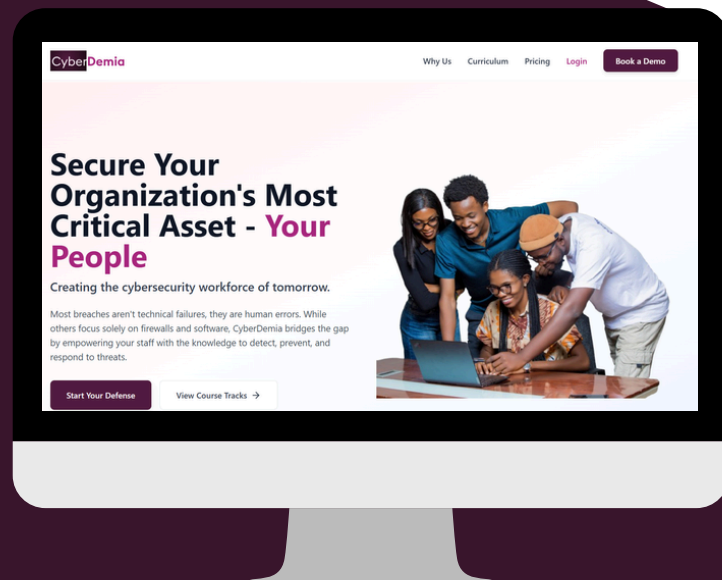 CyberDemia
Why Us
Curriculum
Pricing
Login
Book a Demo
Secure Your
Organization's Most
Critical Asset - Your
People
Creating the cybersecurity workforce of tomorrow.
Most breaches aren't technical failures, they are human errors. While
others focus solely on firewalls and software, CyberDemia bridges the gap
by empowering your staff with the knowledge to detect, prevent, and
respond to threats.
Start Your Defense
View Course Tracks →